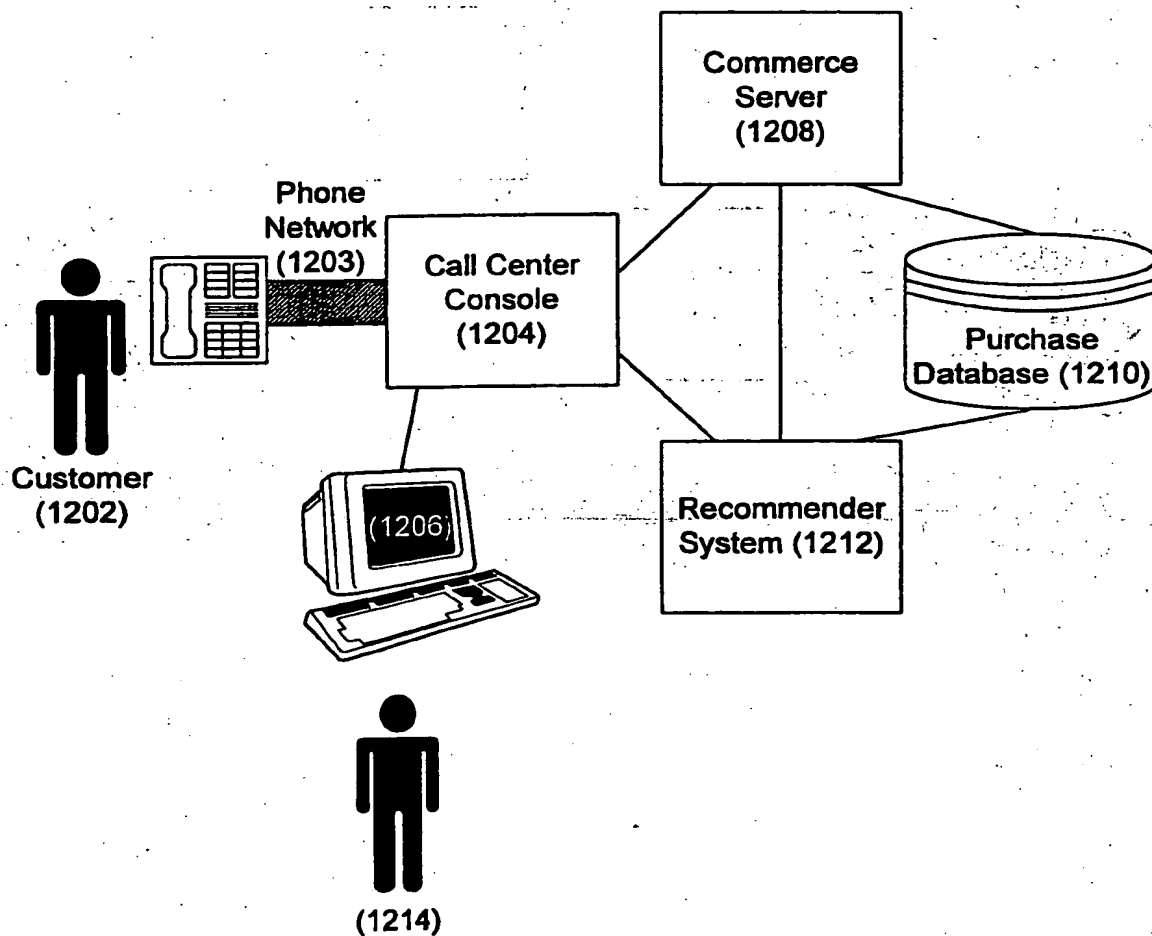 Commerce
Server
(1208)
Phone
Network
(1203)
Call Center
Console
(1204)
Purchase
Database (1210)
Customer
(1202)
(1206)
Recommender
System (1212)
(1214)